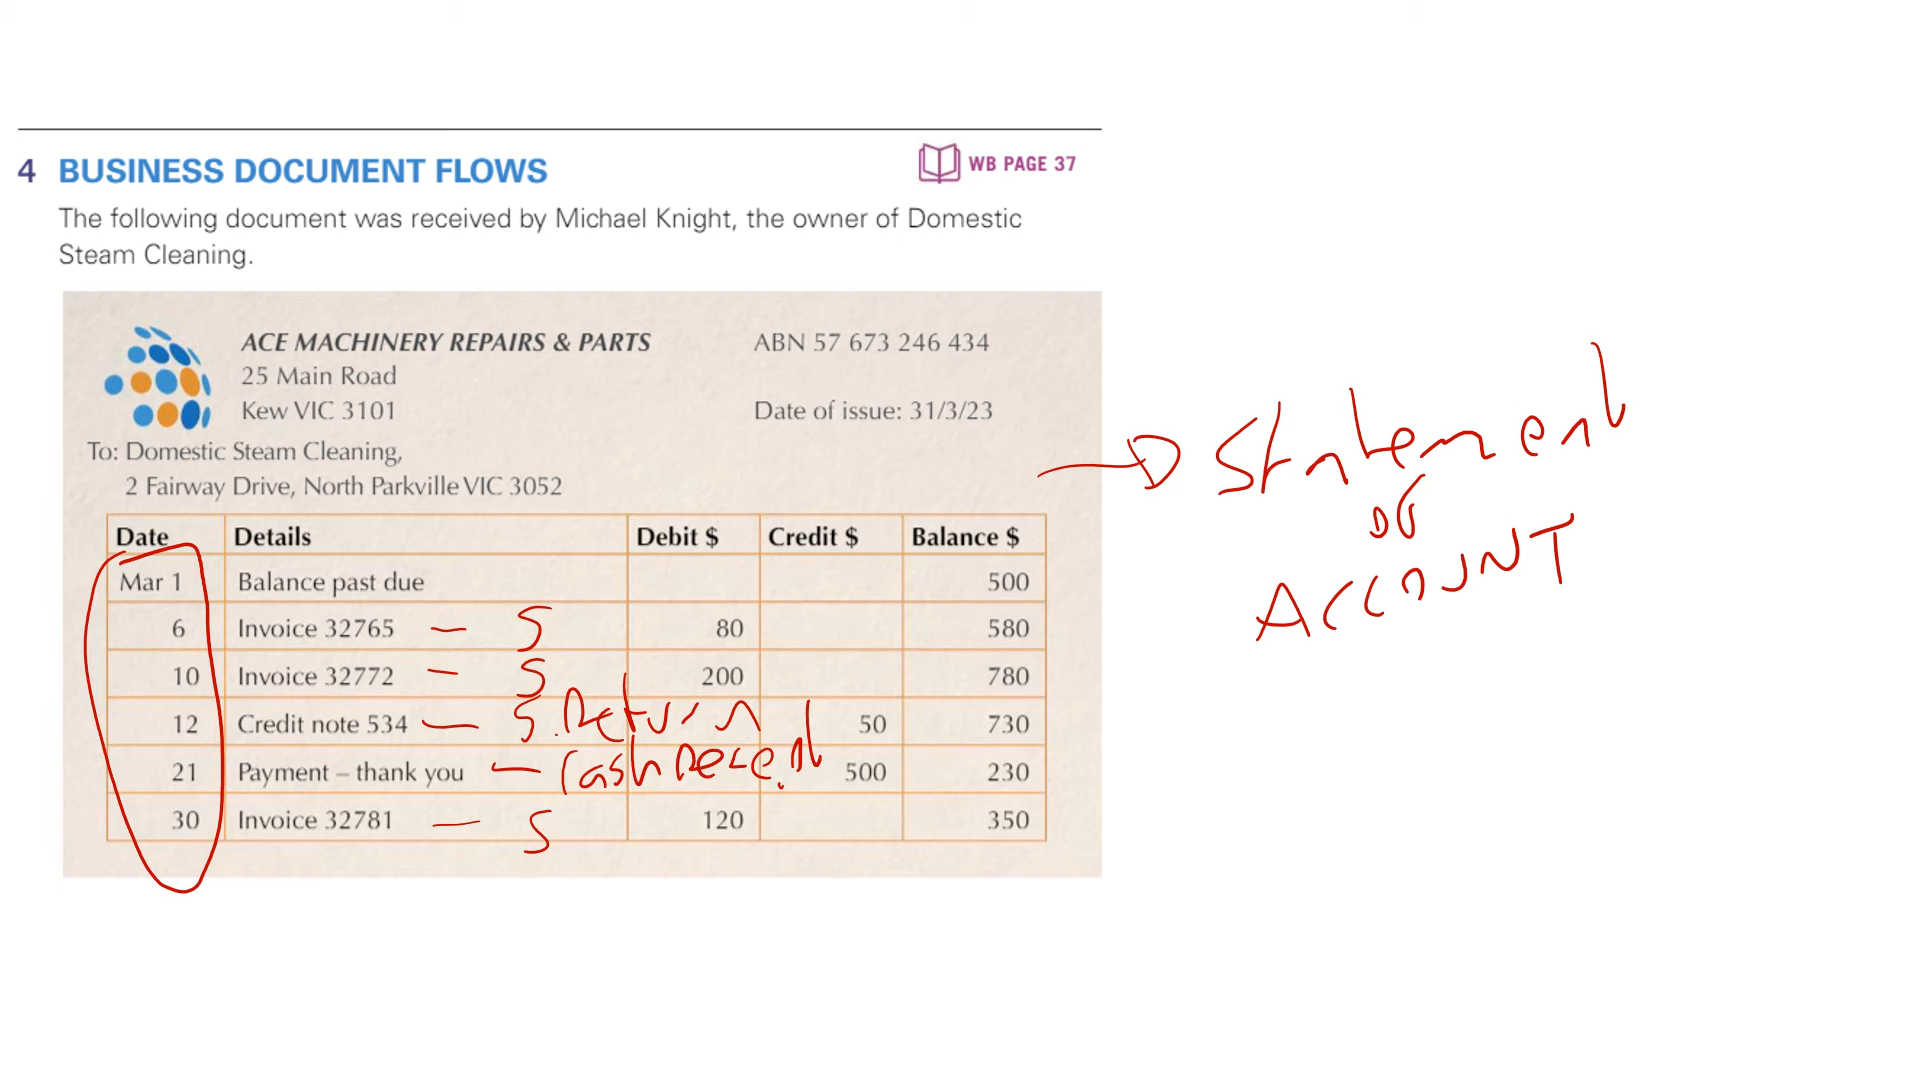 4 BUSINESS DOCUMENT FLOWS
WB PAGE 37
The following document was received by Michael Knight, the owner of Domestic
Steam Cleaning.
ACE MACHINERY REPAIRS & PARTS ABN 57 673 246 434
25 Main Road
Kew VIC 3101 Date of issue: 31/3/23
To: Domestic Steam Cleaning,
2 Fairway Drive, North Parkville VIC 3052
Date Details Debit $ Credit $ Balance $
Mar 1 Balance past due 500
6 Invoice 32765 – S 80 580
10 Invoice 32772 – S 200 780
12 Credit note 534 – S. Return 50 730
21 Payment – thank you – Cash 500 230
30 Invoice 32781 – S 120 350
Statement
OF
ACCOUNT